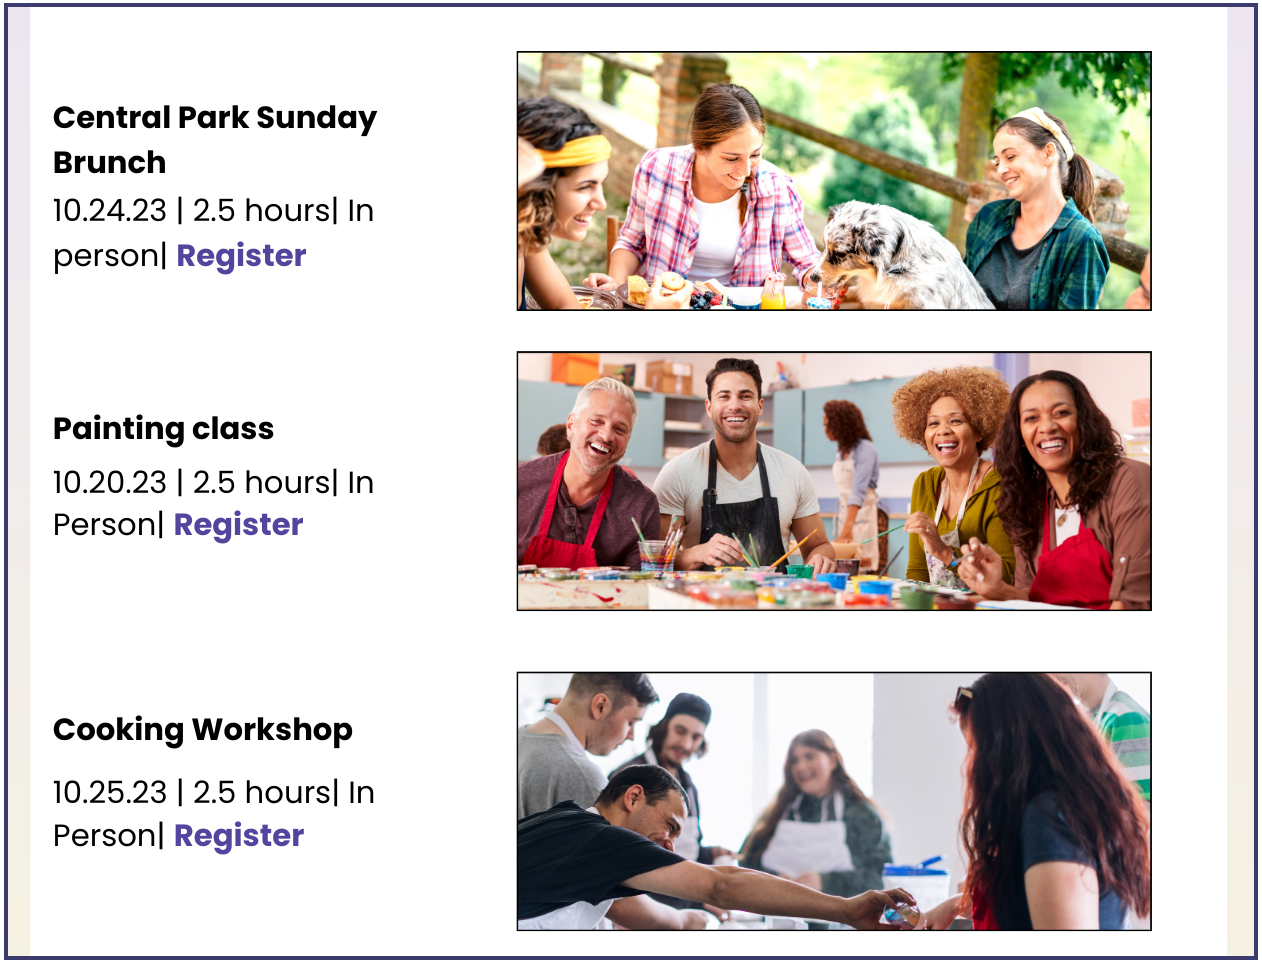 Central Park Sunday
Brunch
10.24.23 | 2.5 hours| In
person| Register
Painting class
10.20.23 | 2.5 hours| In
Person| Register
Cooking Workshop
10.25.23 | 2.5 hours| In
Person| Register